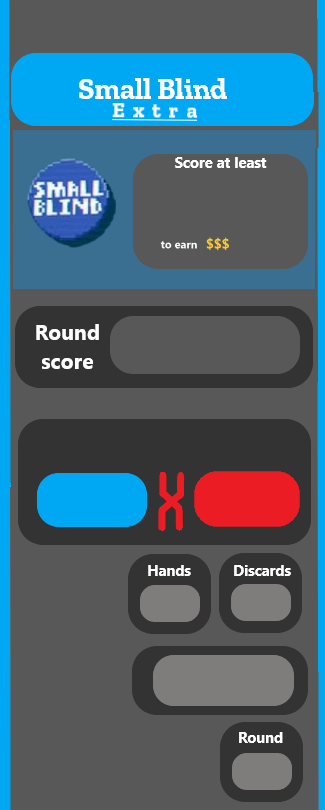 Small Blind
Extra
SMALL
BLIND
Score at least
to earn $$$
Round
score
X
Hands
Discards
Round